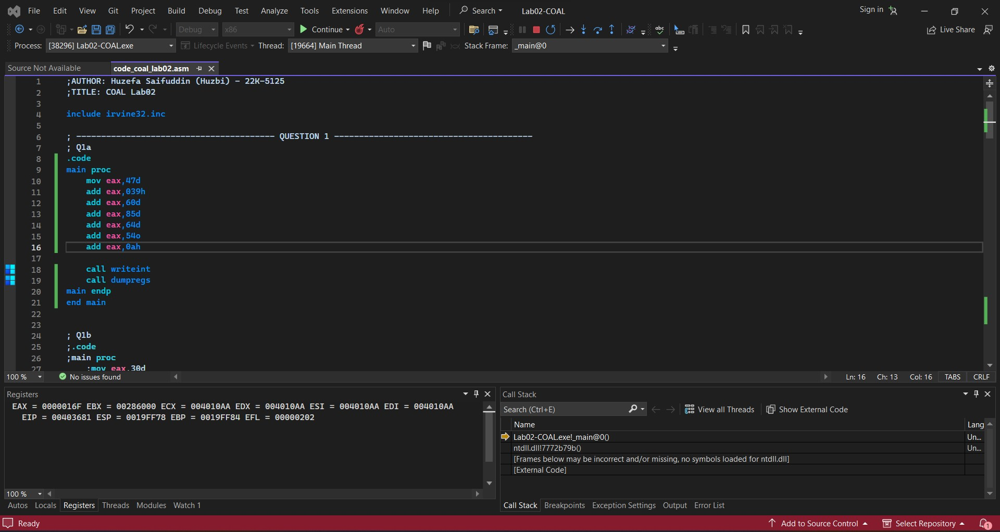 File Edit View Git Project Build Debug Test Analyze Tools Extensions Window Help Search Lab02-COAL Sign in
Debug x86 Continue Auto Live Share
Process: [38296] Lab02-COAL.exe Lifecycle Events Thread: [19664] Main Thread Stack Frame: _main@0
Source Not Available code_coal_lab02.asm
1 ;AUTHOR: Huzefa Saifuddin (Huzbi) - 22K-5125
2 ;TITLE: COAL Lab02
3
4 include irvine32.inc
5
6 ; ---------------------------------------- QUESTION 1 ----------------------------------------
7 ; Q1a
8 .code
9 main proc
10 mov eax,47d
11 add eax,039h
12 add eax,60d
13 add eax,85d
14 add eax,64d
15 add eax,54o
16 add eax,0ah
17
18 call writeint
19 call dumpregs
20 main endp
21 end main
22
23
24 ; Q1b
25 ;.code
26 ;main proc
27 ;mov eax,30d
100 % No issues found Ln: 16 Ch: 13 Col: 16 TABS CRLF
Registers
EAX = 0000016F EBX = 00286000 ECX = 004010AA EDX = 004010AA ESI = 004010AA EDI = 004010AA
EIP = 00403681 ESP = 0019FF78 EBP = 0019FF84 EFL = 00000202
100 %
Autos Locals Registers Threads Modules Watch 1
Call Stack
Search (Ctrl+E) View all Threads Show External Code
Name Lang
Lab02-COAL.exe!_main@0() Un...
ntdll.dll!7772b79b() Un...
[Frames below may be incorrect and/or missing, no symbols loaded for ntdll.dll]
[External Code]
Call Stack Breakpoints Exception Settings Output Error List
Ready Add to Source Control Select Repository 1